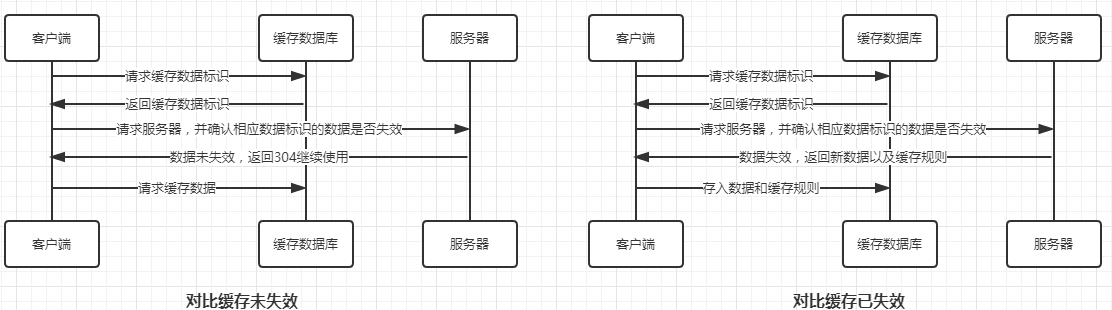 客户端
缓存数据库
服务器
请求缓存数据标识
返回缓存数据标识
请求服务器，并确认相应数据标识的数据是否失效
数据未失效，返回304继续使用
请求缓存数据
客户端
缓存数据库
服务器
对比缓存未失效
客户端
缓存数据库
服务器
请求缓存数据标识
返回缓存数据标识
请求服务器，并确认相应数据标识的数据是否失效
数据失效，返回新数据以及缓存规则
存入数据和缓存规则
客户端
缓存数据库
服务器
对比缓存已失效